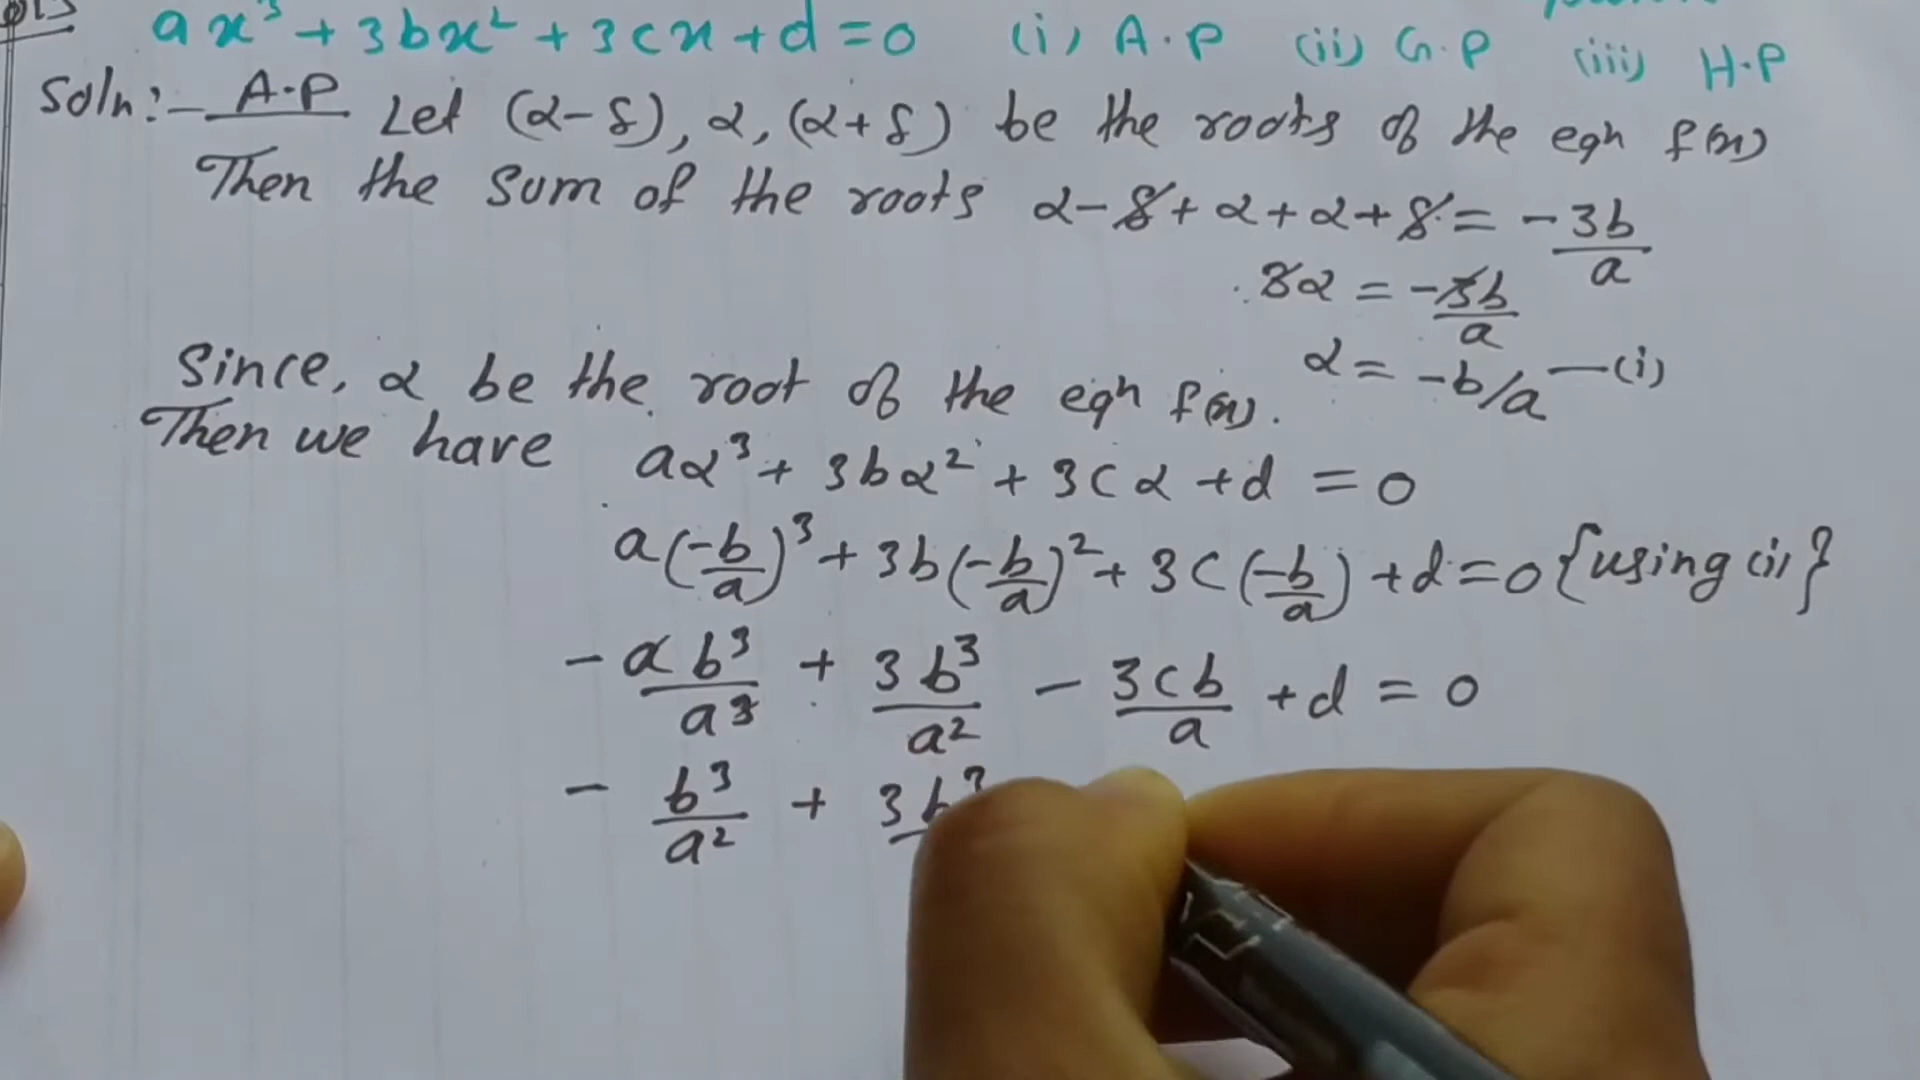 ax³ + 3bx² + 3cx + d = 0 (i) A.P (ii) G.P (iii) H.P
Soln:- A.P Let (α-δ), α, (α+δ) be the roots of the eqn f(x)
Then the sum of the roots α-δ + α + α + δ = -3b/a
3α = -3b/a
α = -b/a —(i)
Since, α be the root of the eqn f(x).
Then we have aα³ + 3bα² + 3cα + d = 0
a(-b/a)³ + 3b(-b/a)² + 3c(-b/a) + d = 0 {using (i)}
- ab³/a³ + 3b³/a² - 3cb/a + d = 0
- b³/a² + 3b³